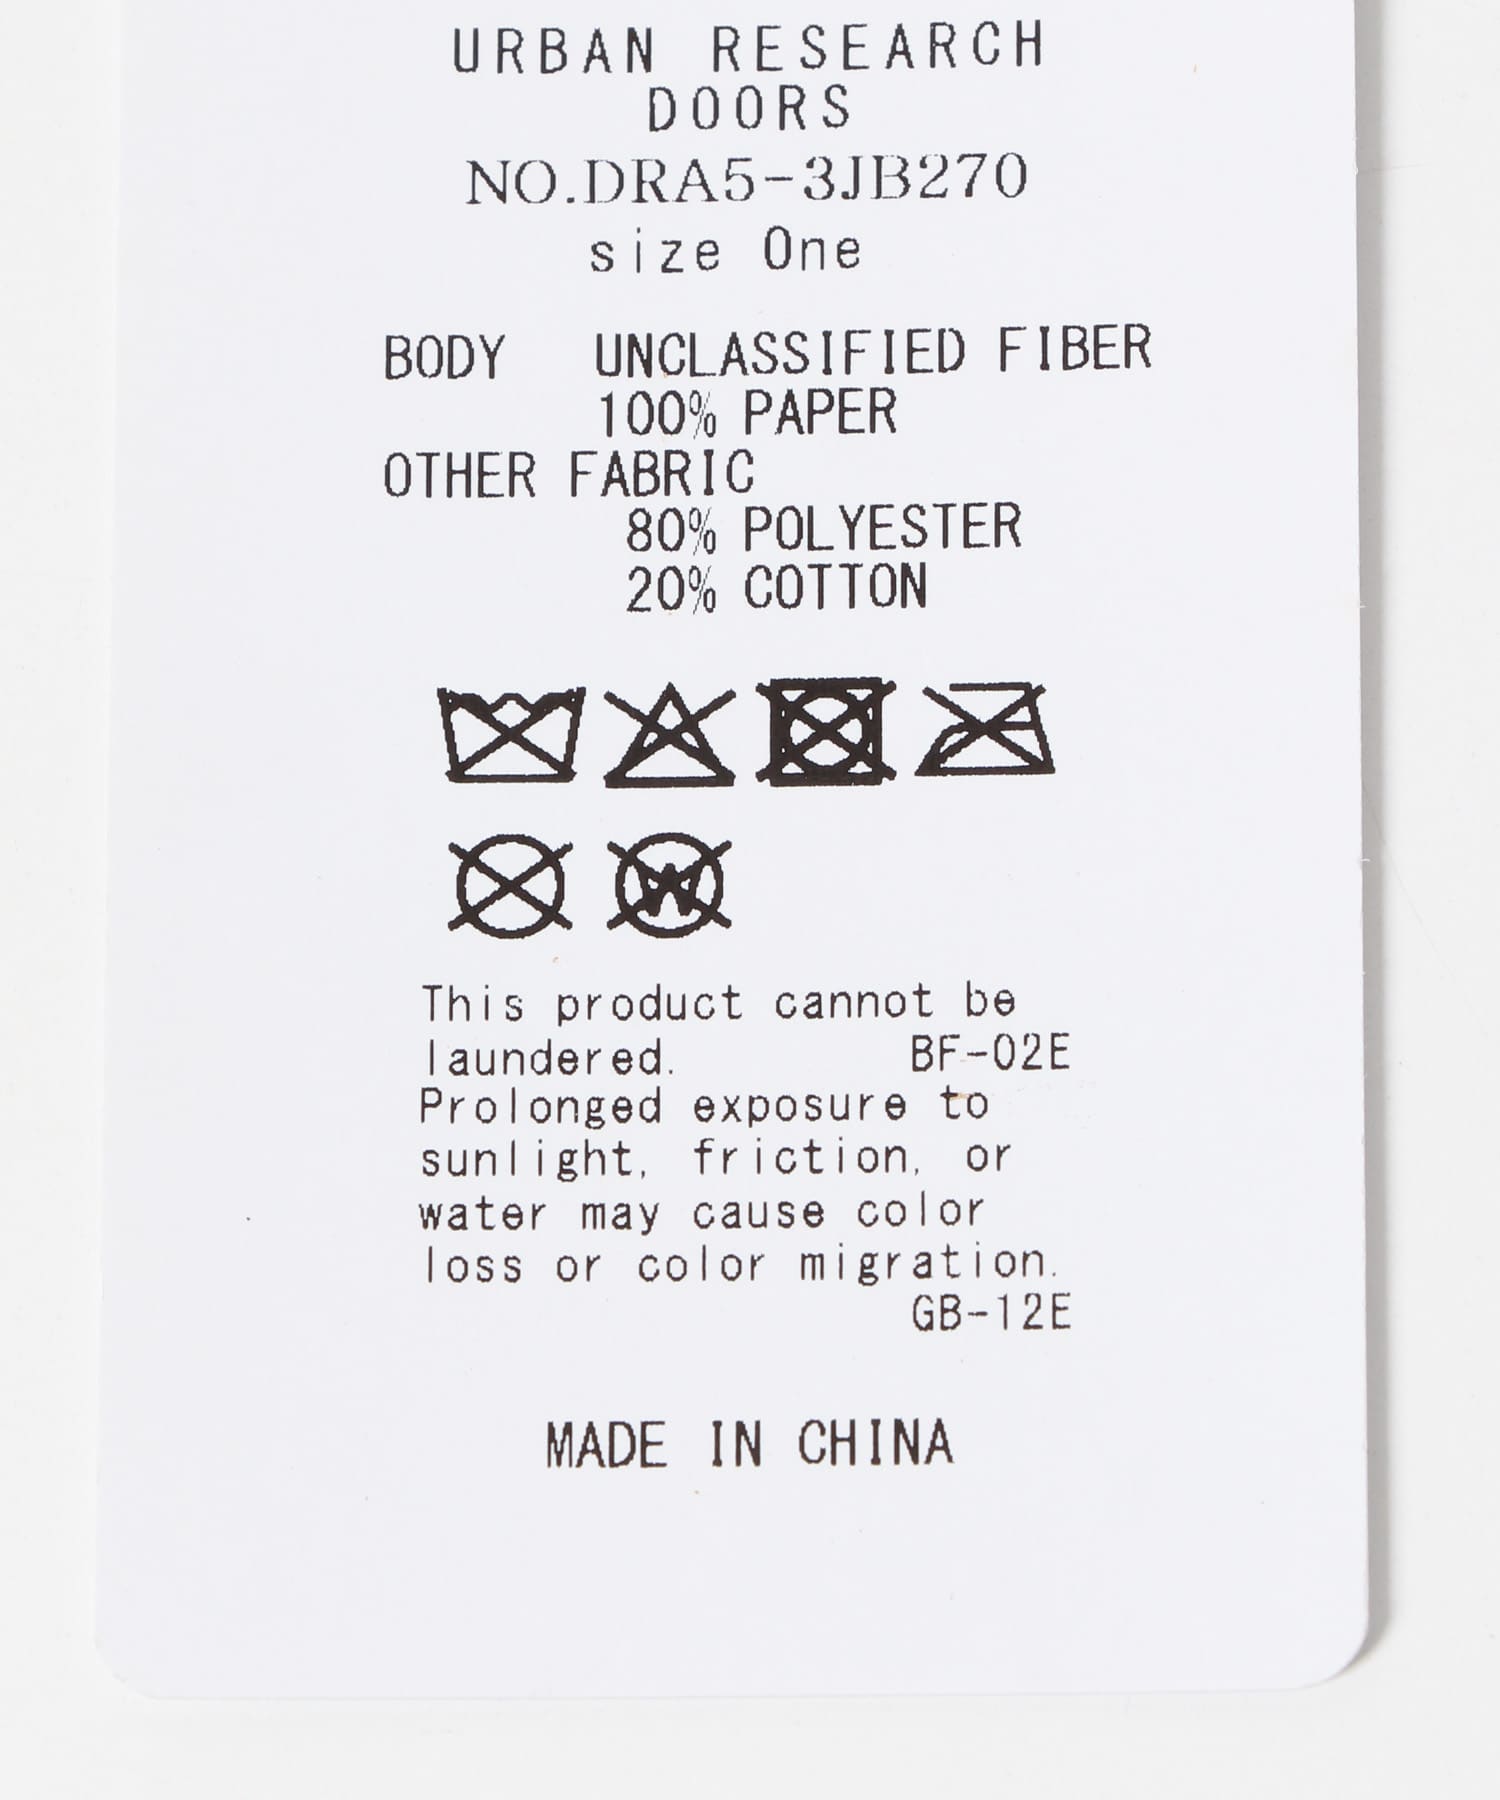 URBAN RESEARCH
DOORS
NO.DRA5-3JB270
size One
BODY UNCLASSIFIED FIBER
100% PAPER
OTHER FABRIC
80% POLYESTER
20% COTTON
This product cannot be
laundered. BF-02E
Prolonged exposure to
sunlight, friction, or
water may cause color
loss or color migration.
GB-12E
MADE IN CHINA